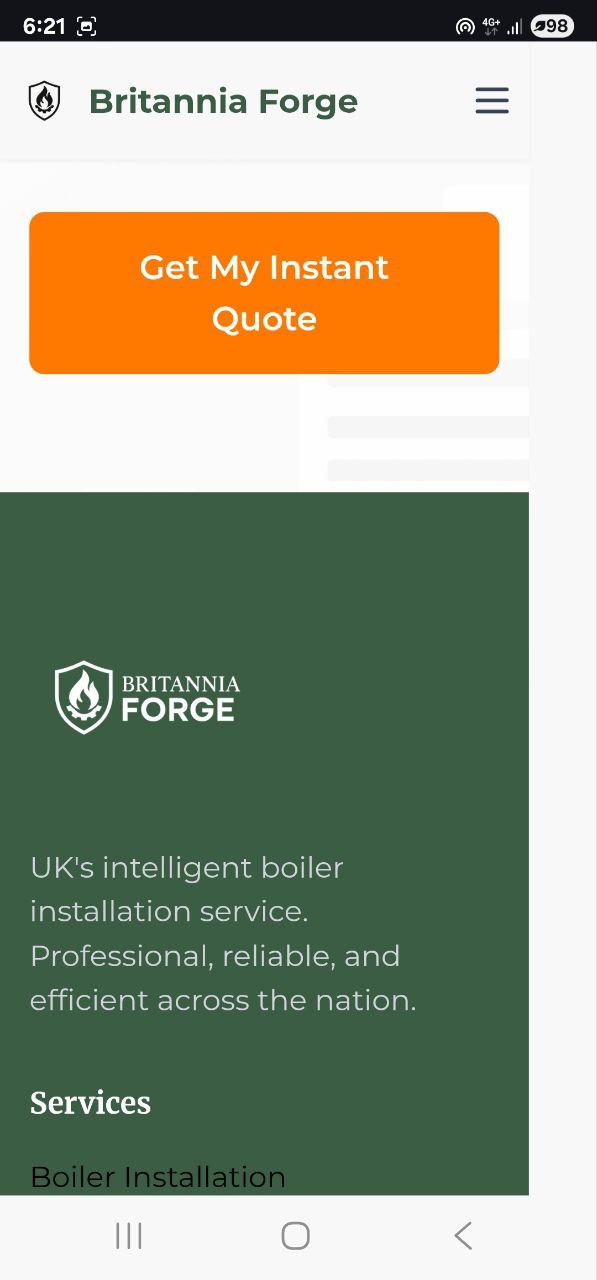 6:21
4G+
98
Britannia Forge
Get My Instant
Quote
BRITANNIA
FORGE
UK's intelligent boiler
installation service.
Professional, reliable, and
efficient across the nation.
Services
Boiler Installation